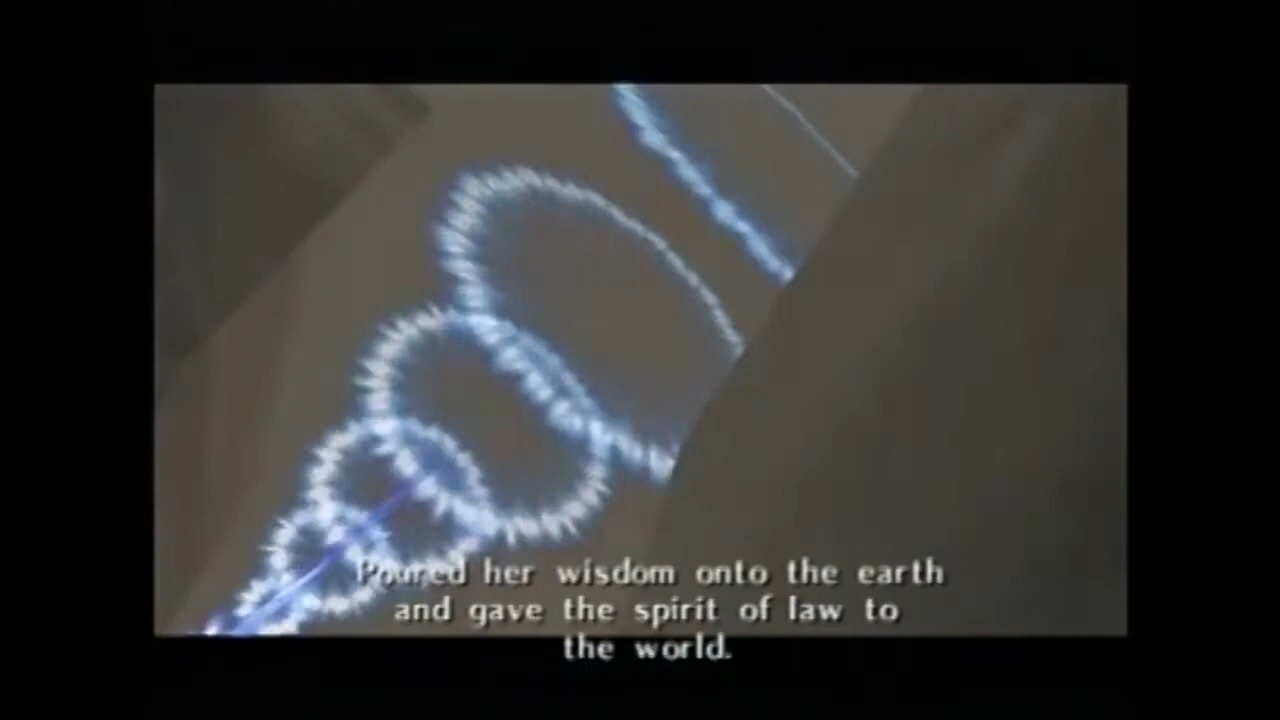 Poured her wisdom onto the earth
and gave the spirit of law to
the world.